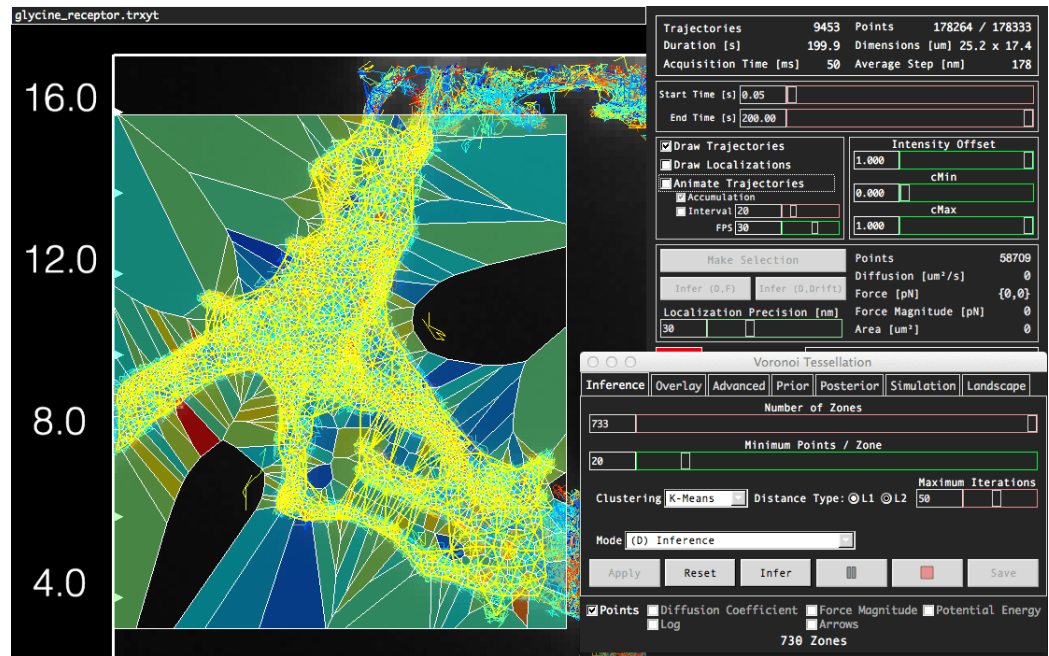 glycine_receptor.trxyt
16.0
12.0
8.0
4.0
Trajectories 9453 Points 178264 / 178333
Duration [s] 199.9 Dimensions [um] 25.2 x 17.4
Acquisition Time [ms] 50 Average Step [nm] 178
Start Time [s] 0.05
End Time [s] 200.00
Draw Trajectories
Draw Localizations
Animate Trajectories
Accumulation
Interval 20
FPS 30
Intensity Offset
1.000
cMin
0.000
cMax
1.000
Make Selection
Infer (D,F) Infer (D,Drift)
Localization Precision [nm]
30
Points 58709
Diffusion [um²/s] 0
Force [pN] {0,0}
Force Magnitude [pN] 0
Area [um²] 0
Voronoi Tessellation
Inference Overlay Advanced Prior Posterior Simulation Landscape
Number of Zones
733
Minimum Points / Zone
20
Maximum Iterations
Clustering K-Means Distance Type: L1 L2 50
Mode (D) Inference
Apply Reset Infer Save
Points Diffusion Coefficient Force Magnitude Potential Energy
Log Arrows
730 Zones